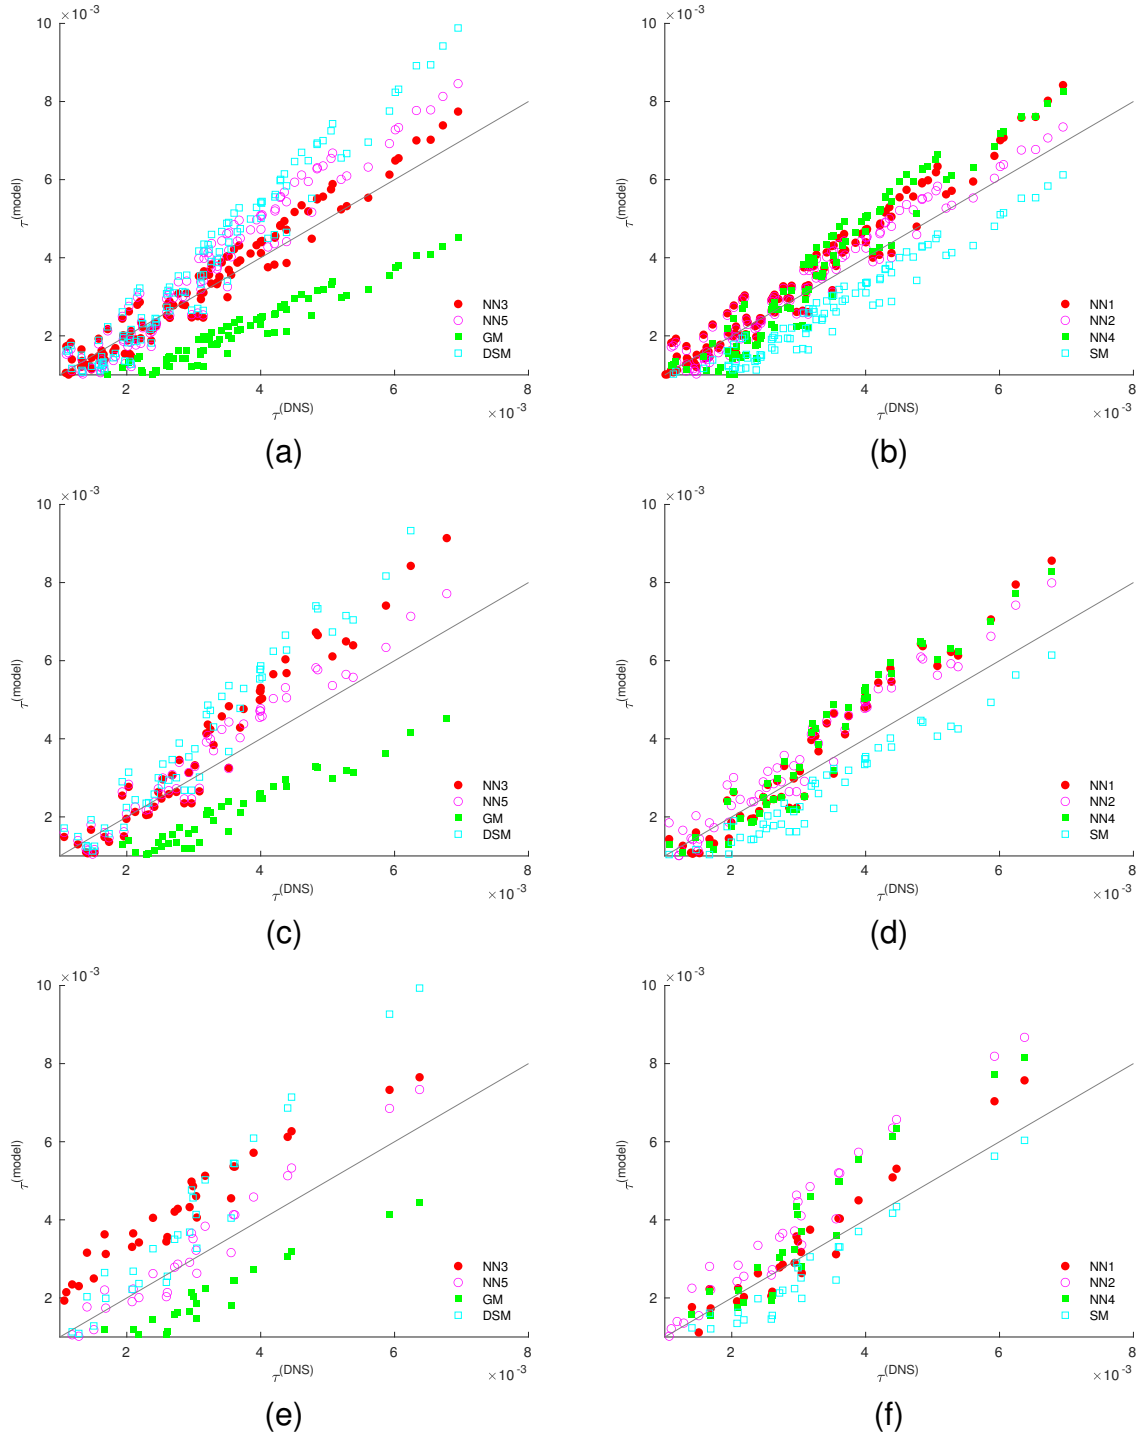 10 ×10 -3
8
6
4
2
τ(model)
2 4 6 8
τ(DNS)
×10 -3
NN3
NN5
GM
DSM
(a)
10 ×10 -3
8
6
4
2
τ(model)
2 4 6 8
τ(DNS)
×10 -3
NN1
NN2
NN4
SM
(b)
10 ×10 -3
8
6
4
2
τ(model)
2 4 6 8
τ(DNS)
×10 -3
NN3
NN5
GM
DSM
(c)
10 ×10 -3
8
6
4
2
τ(model)
2 4 6 8
τ(DNS)
×10 -3
NN1
NN2
NN4
SM
(d)
10 ×10 -3
8
6
4
2
τ(model)
2 4 6 8
τ(DNS)
×10 -3
NN3
NN5
GM
DSM
(e)
10 ×10 -3
8
6
4
2
τ(model)
2 4 6 8
τ(DNS)
×10 -3
NN1
NN2
NN4
SM
(f)